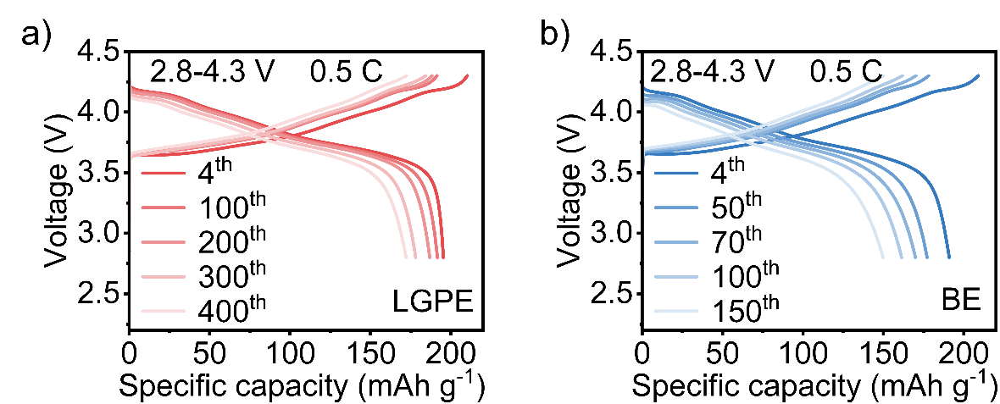 a)
4.5
4.0
3.5
3.0
2.5
Voltage (V)
2.8-4.3 V 0.5 C
4th
100th
200th
300th
400th
LGPE
0 50 100 150 200
Specific capacity (mAh g-1)
b)
4.5
4.0
3.5
3.0
2.5
Voltage (V)
2.8-4.3 V 0.5 C
4th
50th
70th
100th
150th
BE
0 50 100 150 200
Specific capacity (mAh g-1)